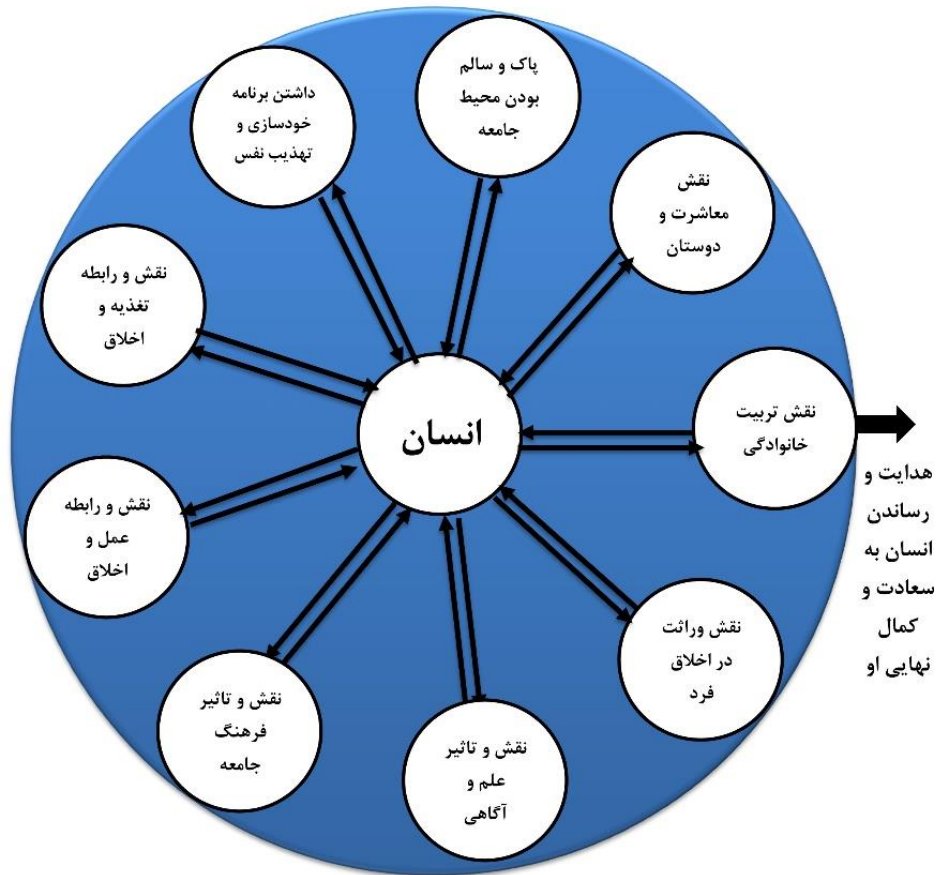 پاک و سالم
بودن محیط
جامعه
داشتن برنامه
خودسازی و
تهذیب نفس
نقش
معاشرت و
دوستان
نقش و رابطه
تغذیه و
اخلاق
انسان
نقش تربیت
خانوادگی
هدایت و
رساندن
انسان به
سعادت و
کمال
نهایی او
نقش و رابطه
عمل و
اخلاق
نقش وراثت
در اخلاق
فرد
نقش و تاثیر
فرهنگ
جامعه
نقش و تاثیر
علم و
آگاهی